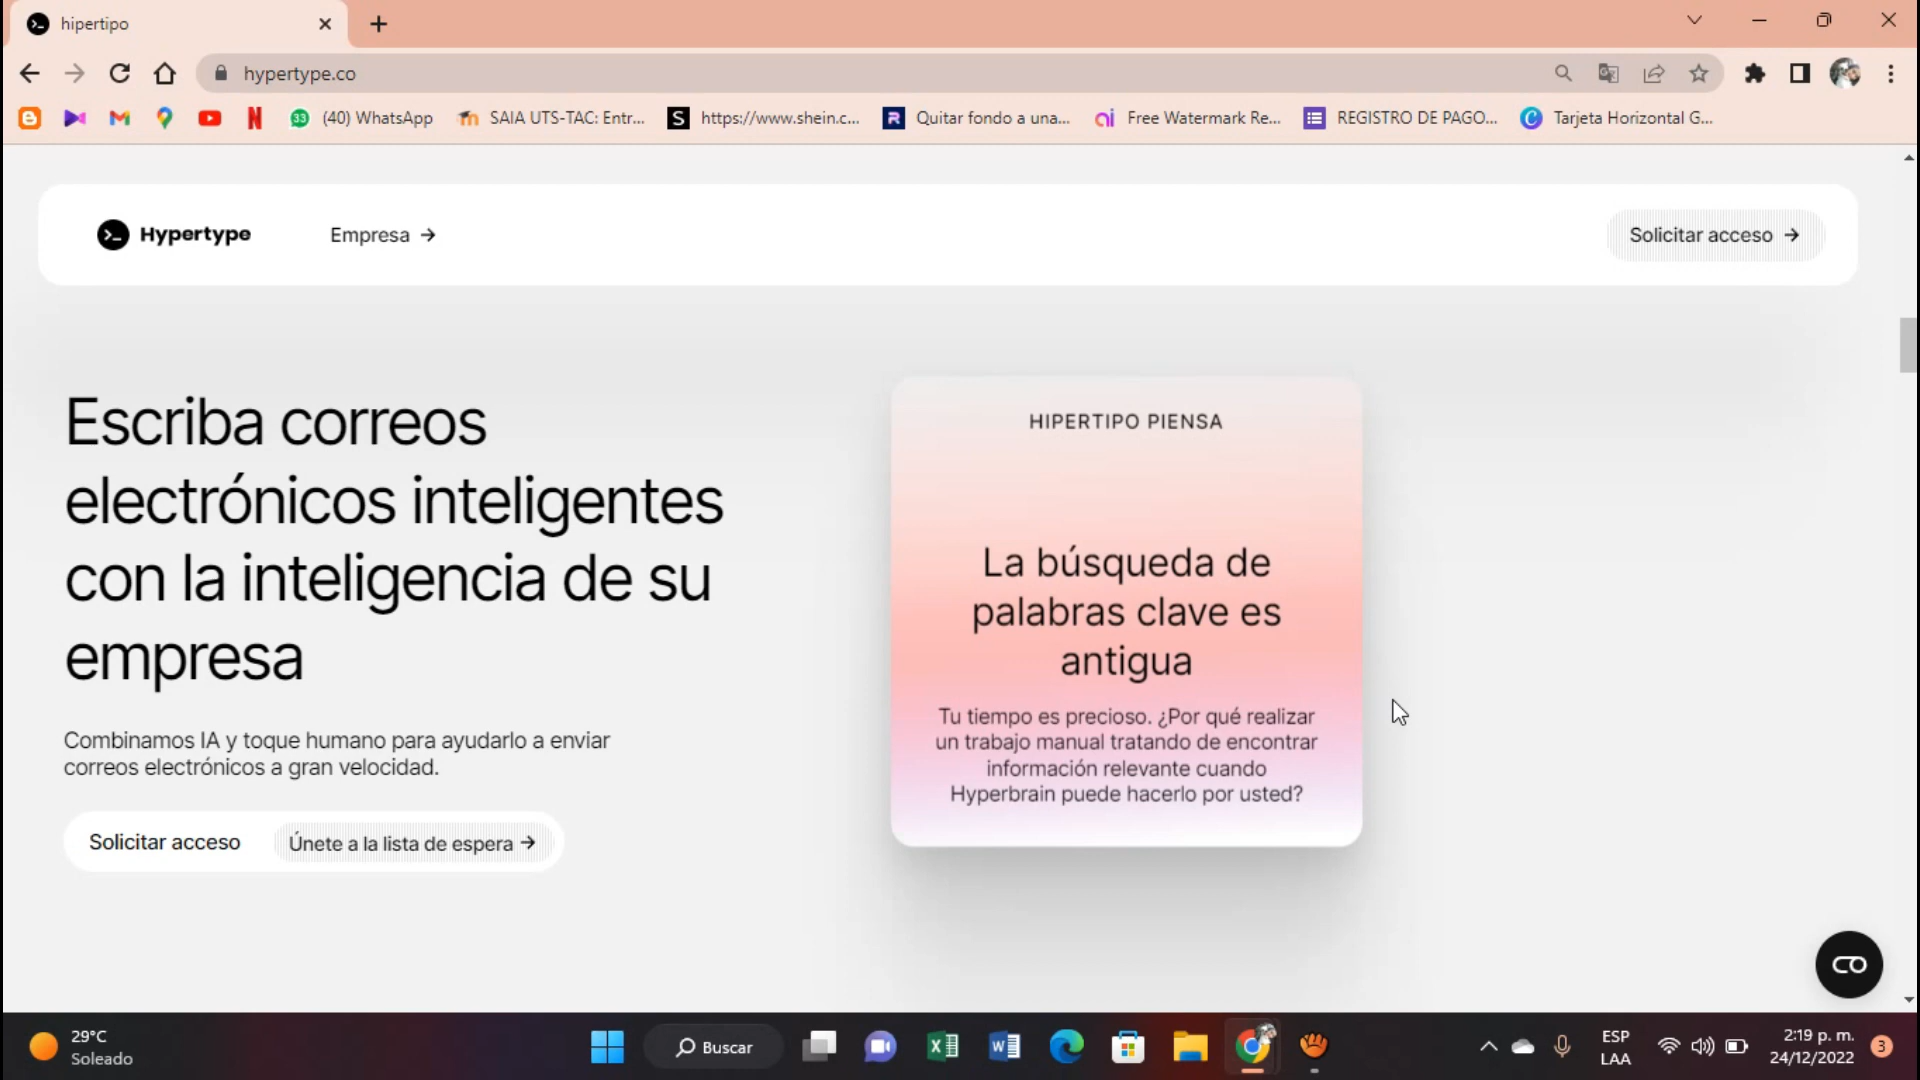 hipertipo
hypertype.co
(40) WhatsApp
SAIA UTS-TAC: Entr...
https://www.shein.c...
Quitar fondo a una...
Free Watermark Re...
REGISTRO DE PAGO...
Tarjeta Horizontal G...
Hypertype
Empresa →
Solicitar acceso →
Escriba correos
electrónicos inteligentes
con la inteligencia de su
empresa
Combinamos IA y toque humano para ayudarlo a enviar
correos electrónicos a gran velocidad.
Solicitar acceso
Únete a la lista de espera →
HIPERTIPO PIENSA
La búsqueda de
palabras clave es
antigua
Tu tiempo es precioso. ¿Por qué realizar
un trabajo manual tratando de encontrar
información relevante cuando
Hyperbrain puede hacerlo por usted?
29°C
Soleado
Buscar
ESP
LAA
2:19 p. m.
24/12/2022
3